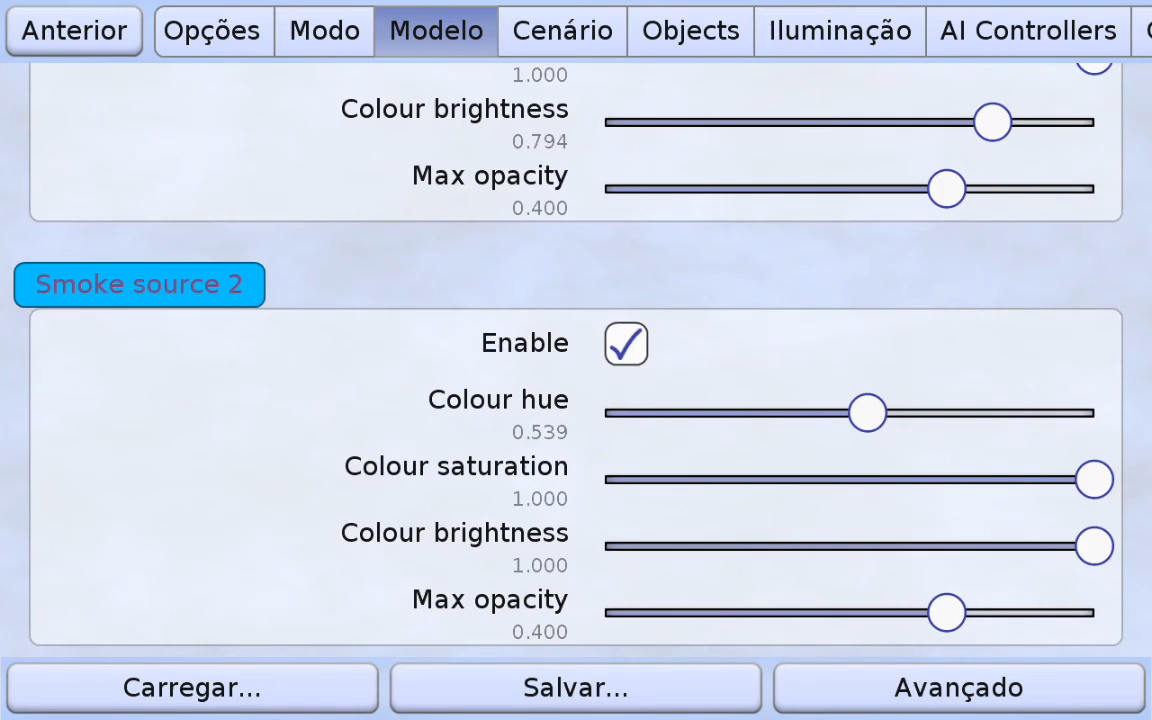 Anterior
Opções
Modo
Modelo
Cenário
Objects
Iluminação
AI Controllers
1.000
Colour brightness
0.794
Max opacity
0.400
Smoke source 2
Enable
Colour hue
0.539
Colour saturation
1.000
Colour brightness
1.000
Max opacity
0.400
Carregar...
Salvar...
Avançado